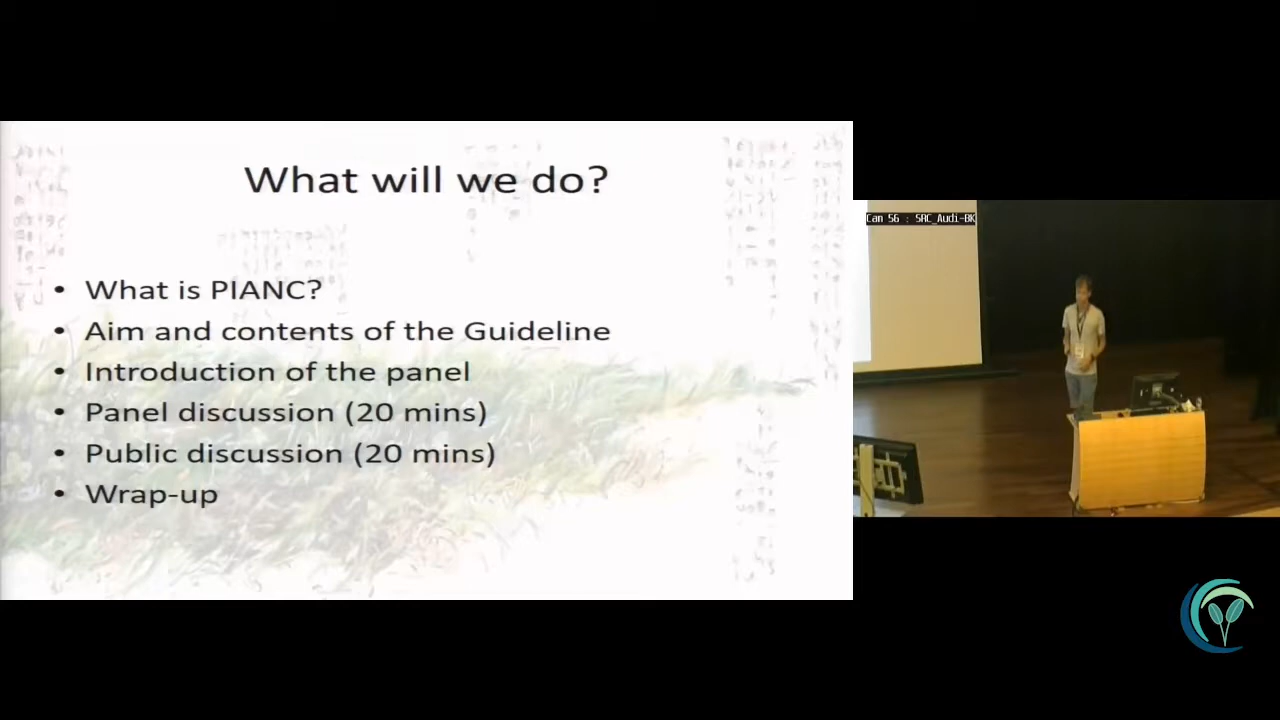 What will we do?
• What is PIANC?
• Aim and contents of the Guideline
• Introduction of the panel
• Panel discussion (20 mins)
• Public discussion (20 mins)
• Wrap-up
Cam 56 : SRC_Audi-BK